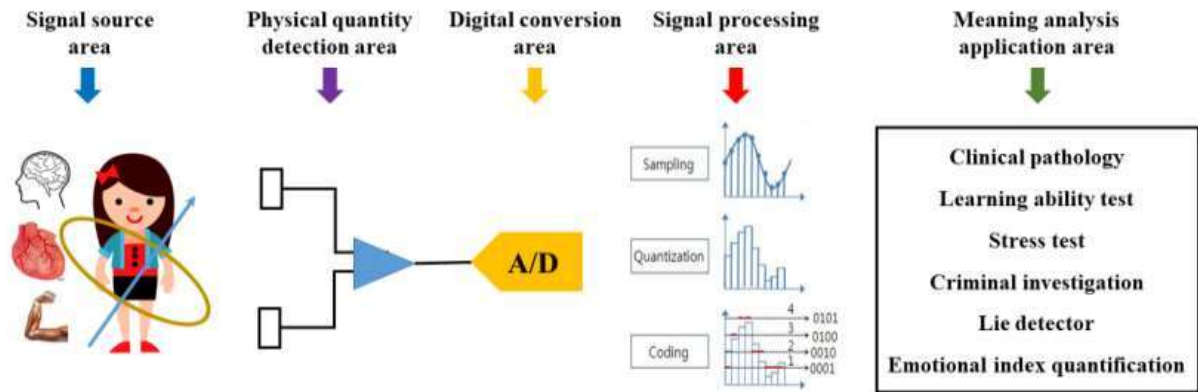 Signal source
area
Physical quantity
detection area
Digital conversion
area
Signal processing
area
Meaning analysis
application area
A/D
Sampling
Quantization
Coding
4
0101
3
0100
2
0010
1
0001
Clinical pathology
Learning ability test
Stress test
Criminal investigation
Lie detector
Emotional index quantification